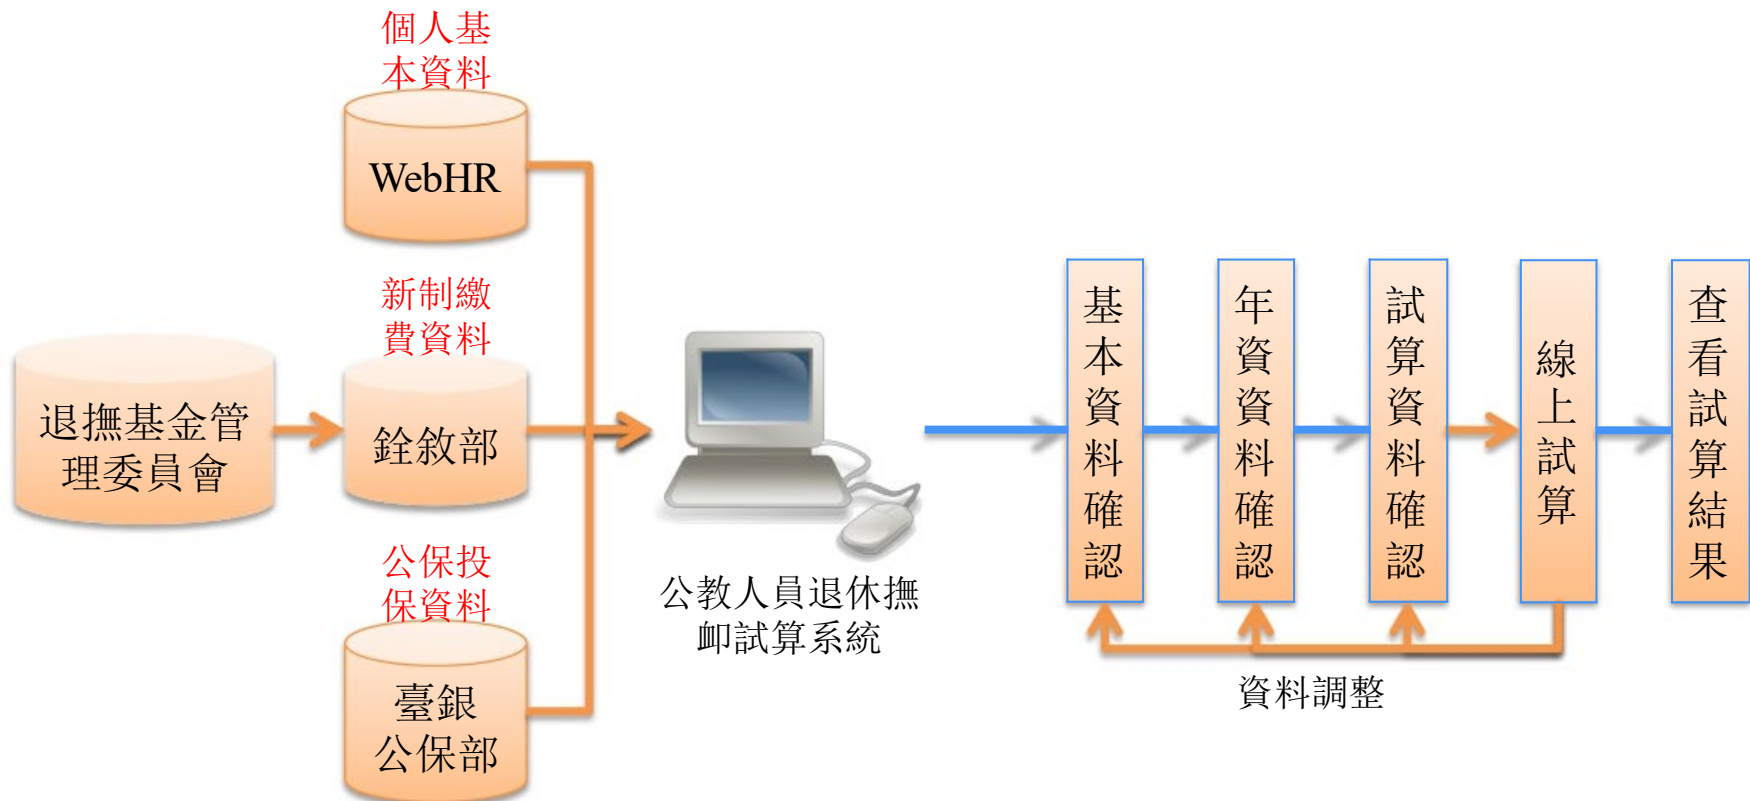 個人基
本資料
WebHR
新制繳
費資料
退撫基金管
理委員會
銓敘部
公保投
保資料
臺銀
公保部
公教人員退休撫
卹試算系統
基本資料確認
年資資料確認
試算資料確認
線上試算
查看試算結果
資料調整